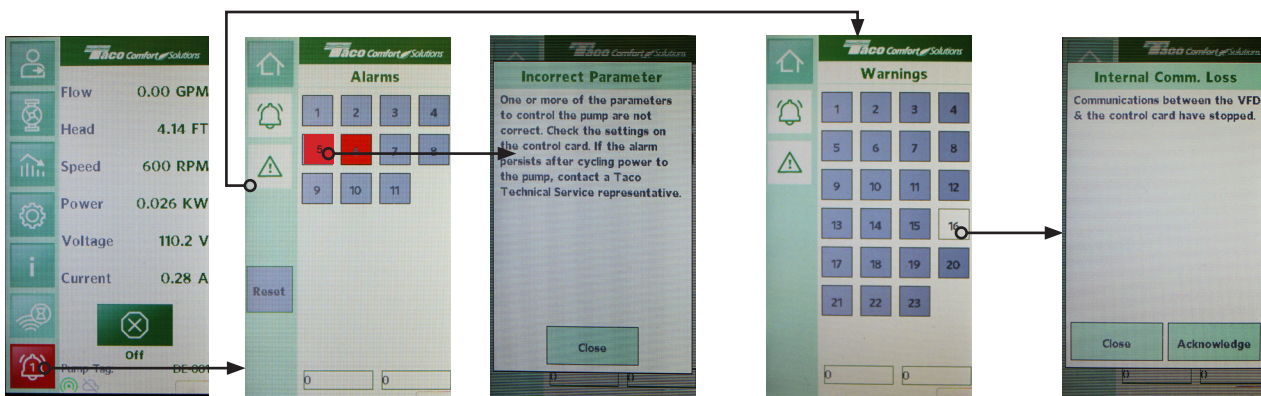 Taco Comfort Solutions
Flow 0.00 GPM
Head 4.14 FT
Speed 600 RPM
Power 0.026 KW
Voltage 110.2 V
Current 0.28 A
Off
1 Pump Tag:
Taco Comfort Solutions
Alarms
1 2 3 4
5 7 8
9 10 11
Reset
0 0
Taco Comfort Solutions
Incorrect Parameter
One or more of the parameters
to control the pump are not
correct. Check the settings on
the control card. If the alarm
persists after cycling power to
the pump, contact a Taco
Technical Service representative.
Close
0 0
Taco Comfort Solutions
Warnings
1 2 3 4
5 6 7 8
9 10 11 12
13 14 15 16
17 18 19 20
21 22 23
0 0
Taco Comfort Solutions
Internal Comm. Loss
Communications between the VFD
& the control card have stopped.
Close Acknowledge
0 0